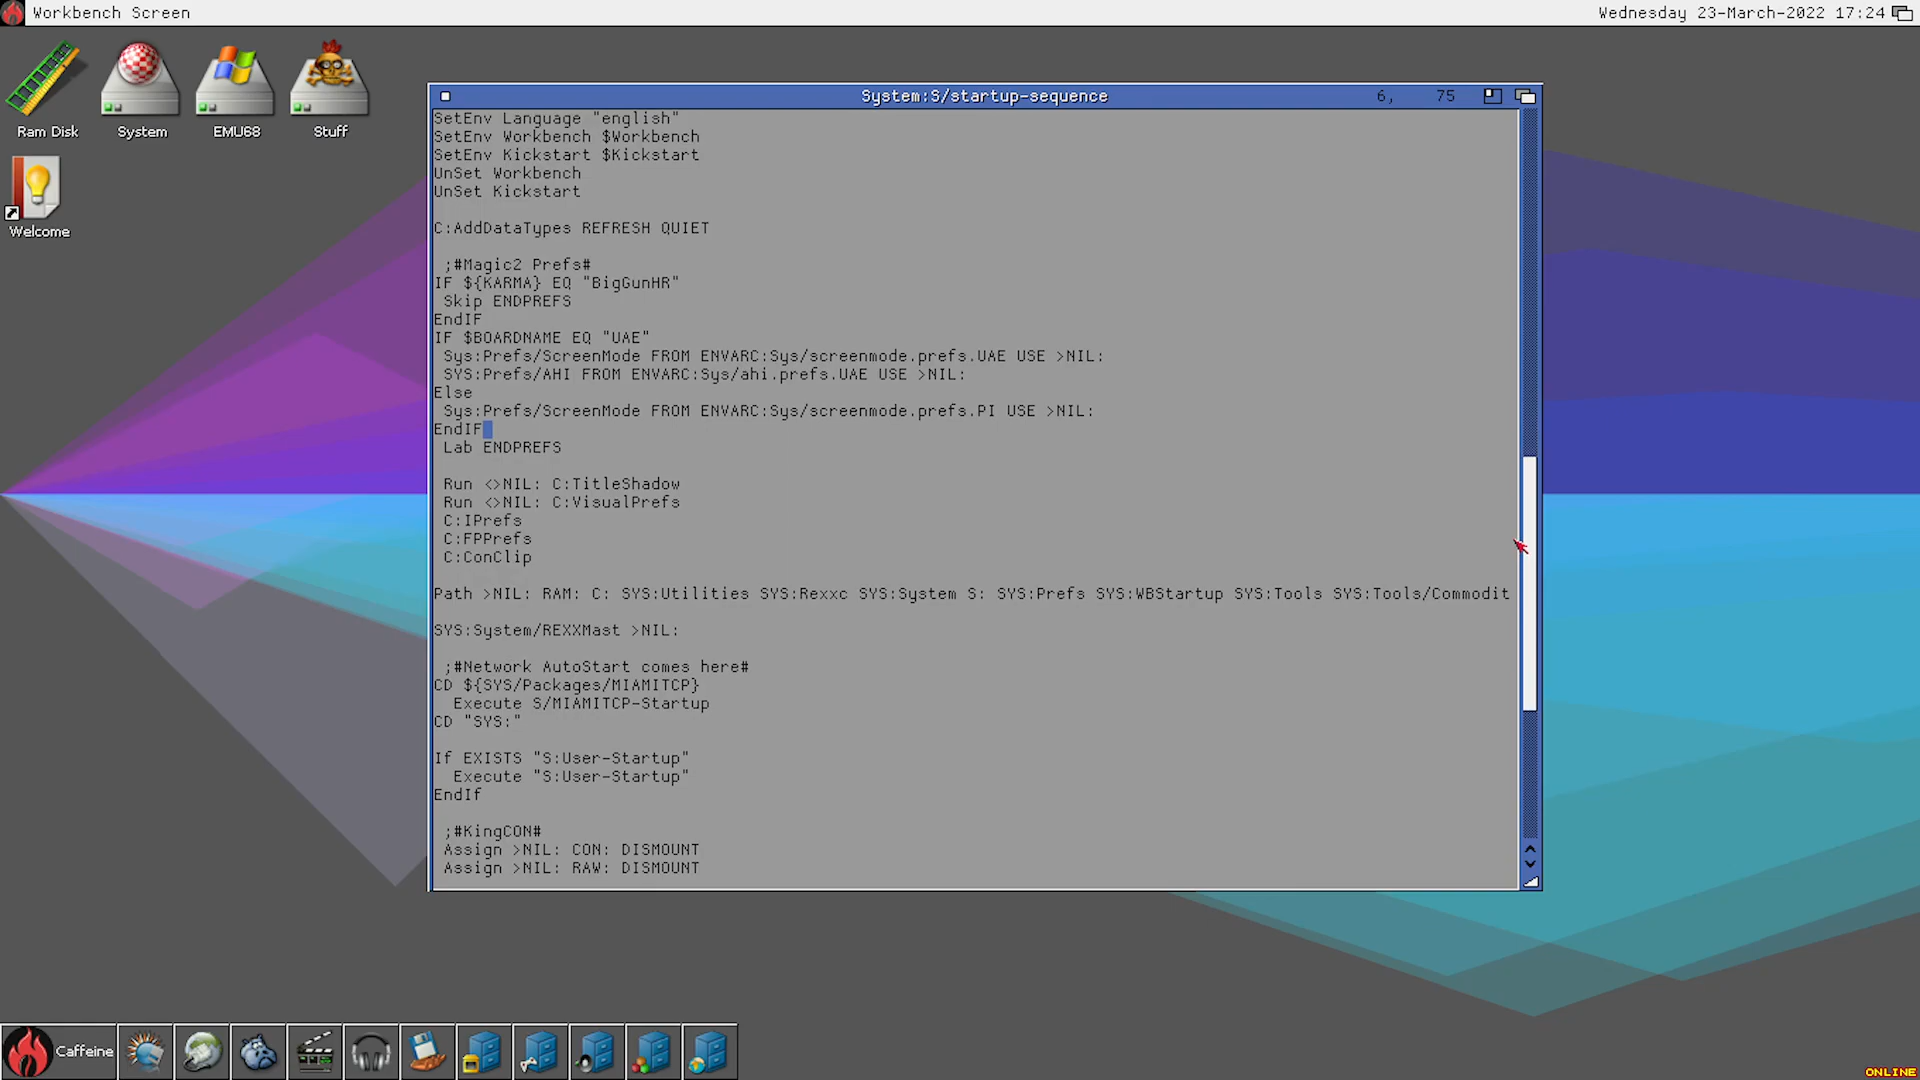 Workbench Screen
Wednesday 23-March-2022 17:24
Ram Disk
System
EMU68
Stuff
Welcome
System:S/startup-sequence
6, 75
SetEnv Language "english"
SetEnv Workbench $Workbench
SetEnv Kickstart $Kickstart
UnSet Workbench
UnSet Kickstart
C:AddDataTypes REFRESH QUIET
;#Magic2 Prefs#
IF ${KARMA} EQ "BigGunHR"
Skip ENDPREFS
EndIF
IF $BOARDNAME EQ "UAE"
Sys:Prefs/ScreenMode FROM ENVARC:Sys/screenmode.prefs.UAE USE >NIL:
SYS:Prefs/AHI FROM ENVARC:Sys/ahi.prefs.UAE USE >NIL:
Else
Sys:Prefs/ScreenMode FROM ENVARC:Sys/screenmode.prefs.PI USE >NIL:
EndIF
Lab ENDPREFS
Run <>NIL: C:TitleShadow
Run <>NIL: C:VisualPrefs
C:IPrefs
C:FPPrefs
C:ConClip
Path >NIL: RAM: C: SYS:Utilities SYS:Rexxc SYS:System S: SYS:Prefs SYS:WBStartup SYS:Tools SYS:Tools/Commodit
SYS:System/REXXMast >NIL:
;#Network AutoStart comes here#
CD ${SYS/Packages/MIAMITCP}
Execute S/MIAMITCP-Startup
CD "SYS:"
If EXISTS "S:User-Startup"
Execute "S:User-Startup"
EndIf
;#KingCON#
Assign >NIL: CON: DISMOUNT
Assign >NIL: RAW: DISMOUNT
Caffeine
ONLINE